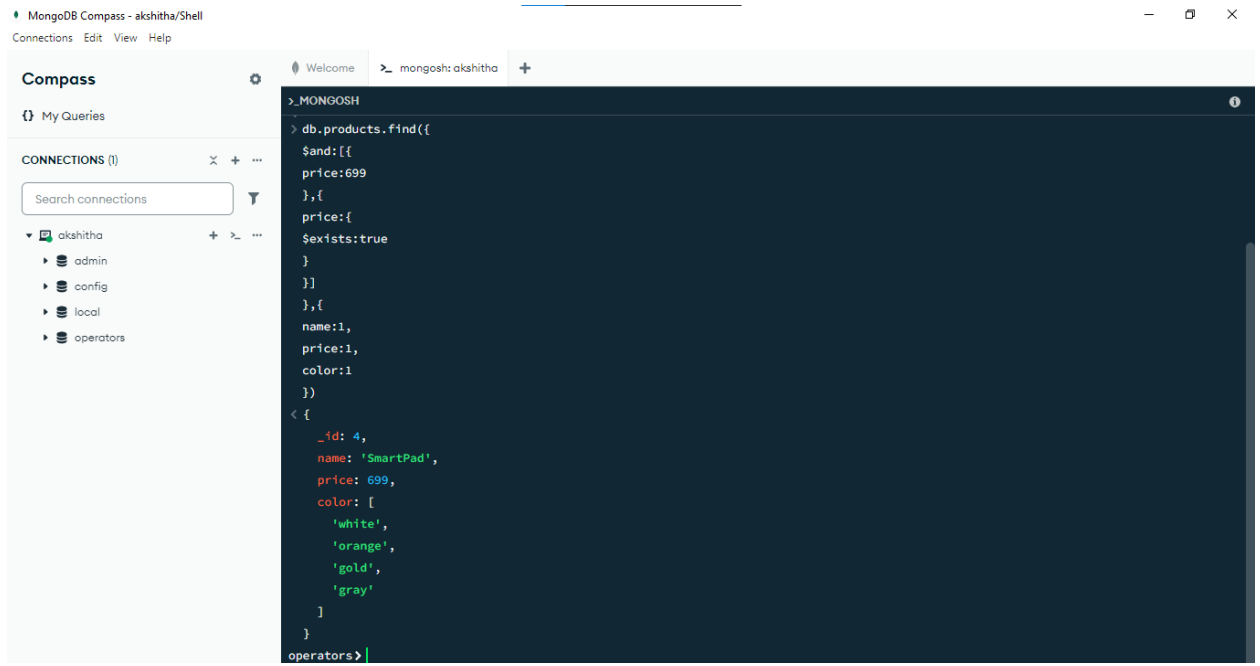 MongoDB Compass - akshitha/Shell
Connections Edit View Help
Compass
{} My Queries
CONNECTIONS (1)
Search connections
akshitha
admin
config
local
operators
Welcome
>_ mongosh: akshitha
>_MONGOSH
> db.products.find({
$and:[{
price:699
},{
price:{
$exists:true
}
}]
},{
name:1,
price:1,
color:1
})
< {
_id: 4,
name: 'SmartPad',
price: 699,
color: [
'white',
'orange',
'gold',
'gray'
]
}
operators>